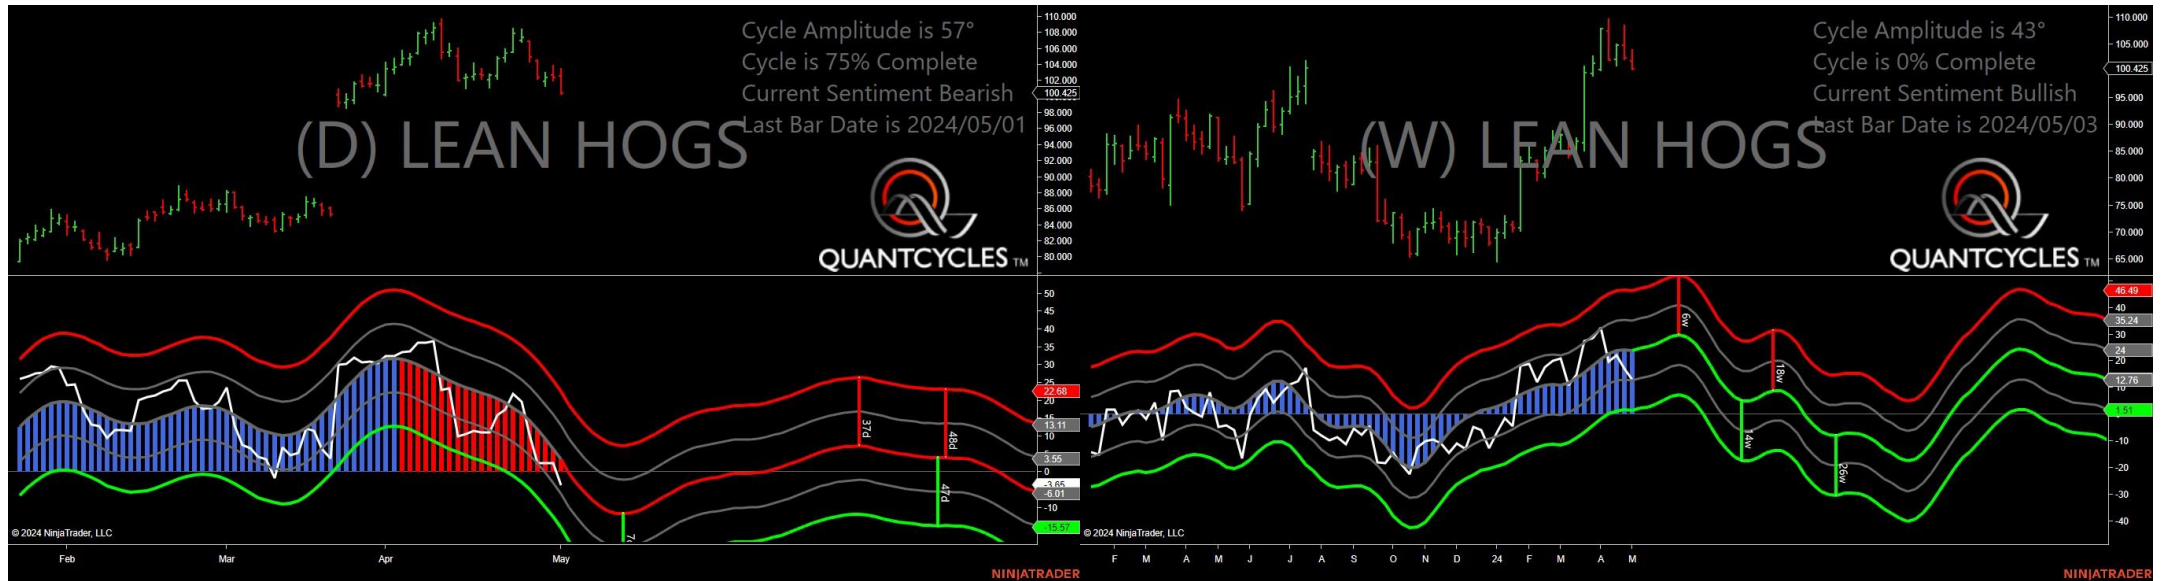 Cycle Amplitude is 57°
Cycle is 75% Complete
Current Sentiment Bearish
Last Bar Date is 2024/05/01
(D) LEAN HOGS
QUANTCYCLES TM
110.000
108.000
106.000
104.000
102.000
100.425
98.000
96.000
94.000
92.000
90.000
88.000
86.000
84.000
82.000
80.000
50
45
40
35
30
25
22.68
20
15
13.11
10
3.55
0
-3.65
-6.01
-10
-15.57
37d
48d
47d
© 2024 NinjaTrader, LLC
Feb Mar Apr May
NINJATRADER
Cycle Amplitude is 43°
Cycle is 0% Complete
Current Sentiment Bullish
Last Bar Date is 2024/05/03
(W) LEAN HOGS
QUANTCYCLES TM
110.000
105.000
100.425
95.000
90.000
85.000
80.000
75.000
70.000
65.000
46.49
40
35.24
30
24
20
12.76
10
1.51
-10
-20
-30
-40
6w
18w
14w
26w
© 2024 NinjaTrader, LLC
F M A M J J A S O N D 24 F M A M
NINJATRADER